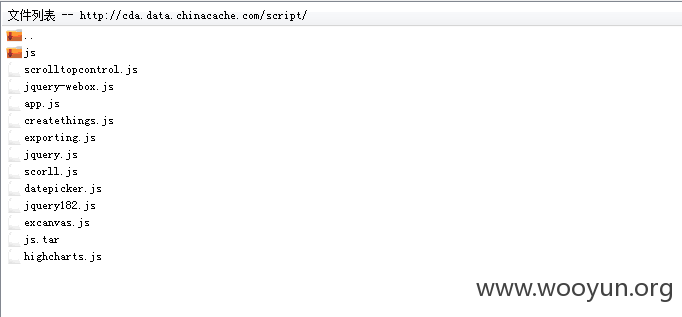 文件列表 -- http://cda.data.chinacache.com/script/
..
js
scrolltopcontrol.js
jquery-webox.js
app.js
createthings.js
exporting.js
jquery.js
scorll.js
datepicker.js
jquery182.js
excanvas.js
js.tar
highcharts.js
www.wooyun.org